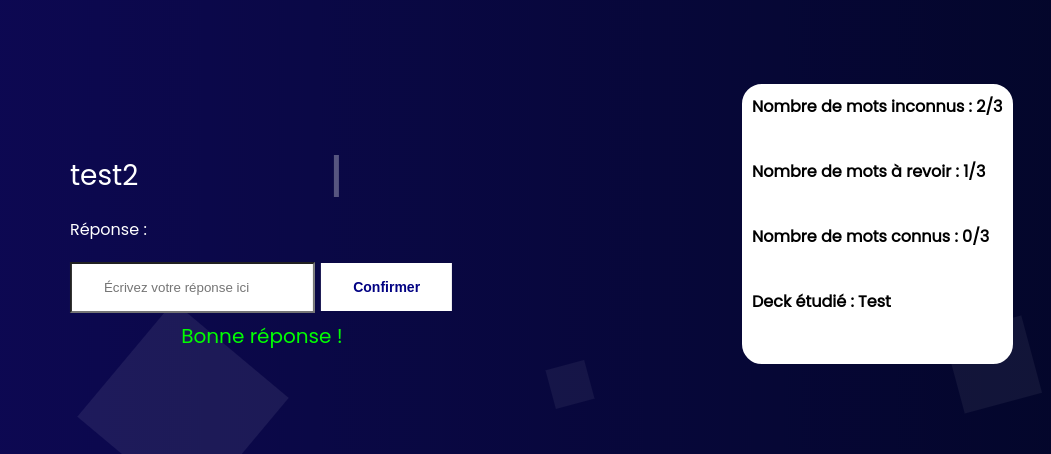 test2
Réponse :
Écrivez votre réponse ici
Confirmer
Bonne réponse !
Nombre de mots inconnus : 2/3
Nombre de mots à revoir : 1/3
Nombre de mots connus : 0/3
Deck étudié : Test